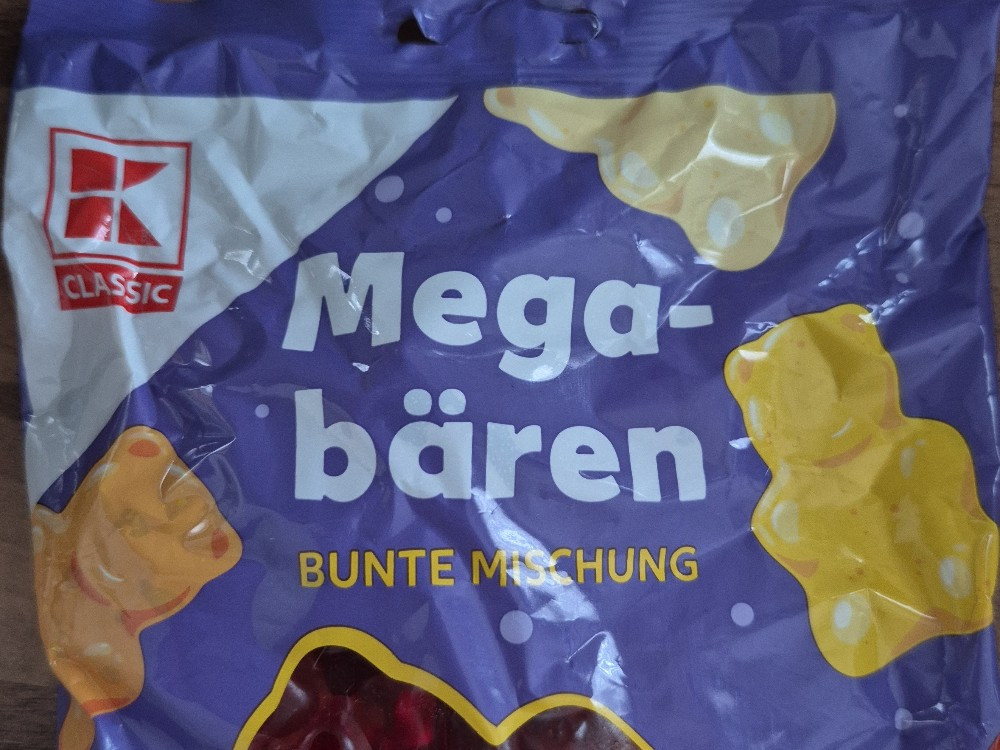 K
CLASSIC
Mega-
bären
BUNTE MISCHUNG